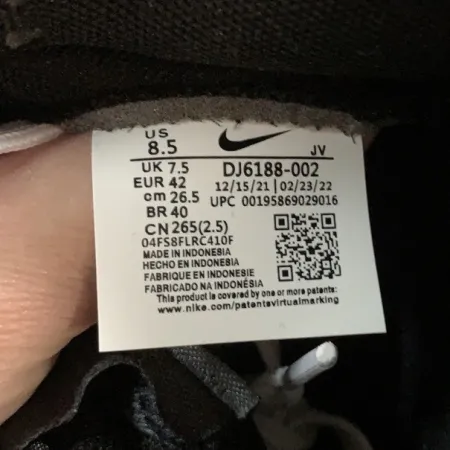 US
8.5
JV
UK 7.5
DJ6188-002
EUR 42
12/15/21 | 02/23/22
cm 26.5
UPC 00195869029016
BR 40
CN 265(2.5)
04FS8FLRC410F
MADE IN INDONESIA
HECHO EN INDONESIA
FABRIQUE EN INDONESIA
FABRICADO NA INDONÉSIA
This product is covered by one or more patents:
www.nike.com/patentsvirtualmarking